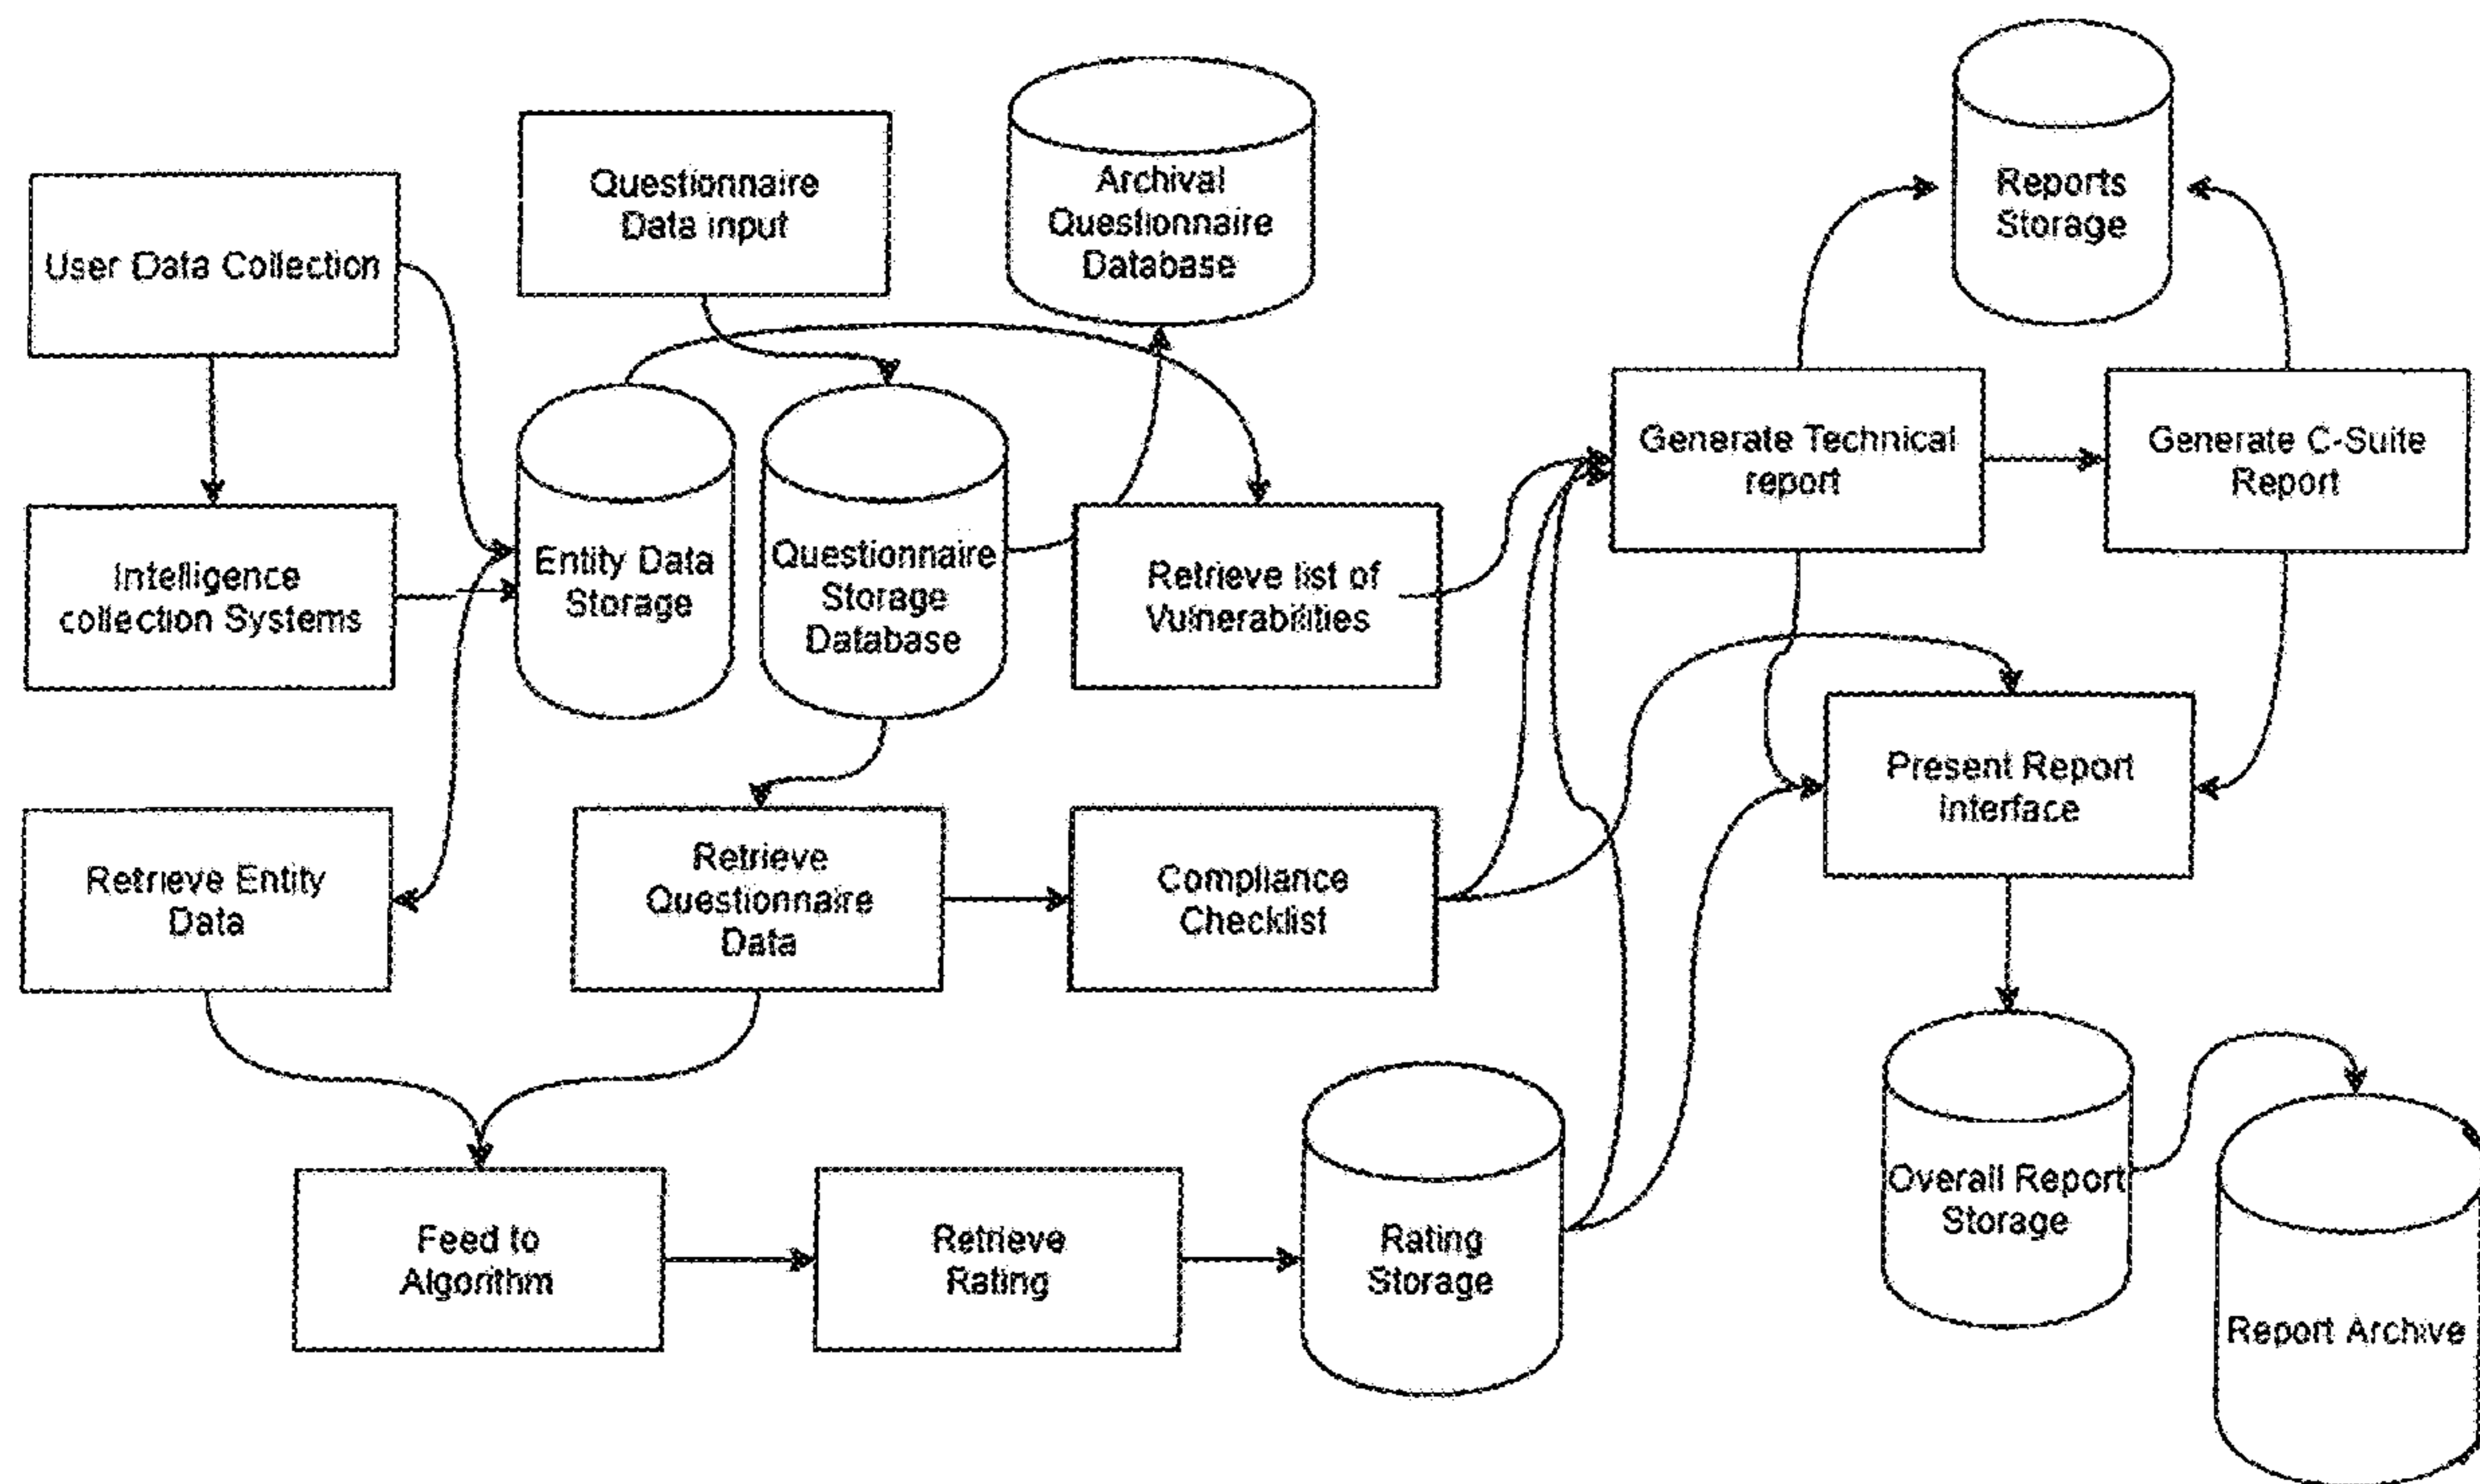 User Data Collection
Questionnaire
Data input
Archival
Questionnaire
Database
Reports
Storage
Intelligence
collection Systems
Entity Data
Storage
Questionnaire
Storage
Database
Retrieve list of
Vulnerabilities
Generate Technical
report
Generate C-Suite
Report
Retrieve Entity
Data
Retrieve
Questionnaire
Data
Compliance
Checklist
Present Report
Interface
Feed to
Algorithm
Retrieve
Rating
Rating
Storage
Overall Report
Storage
Report Archive